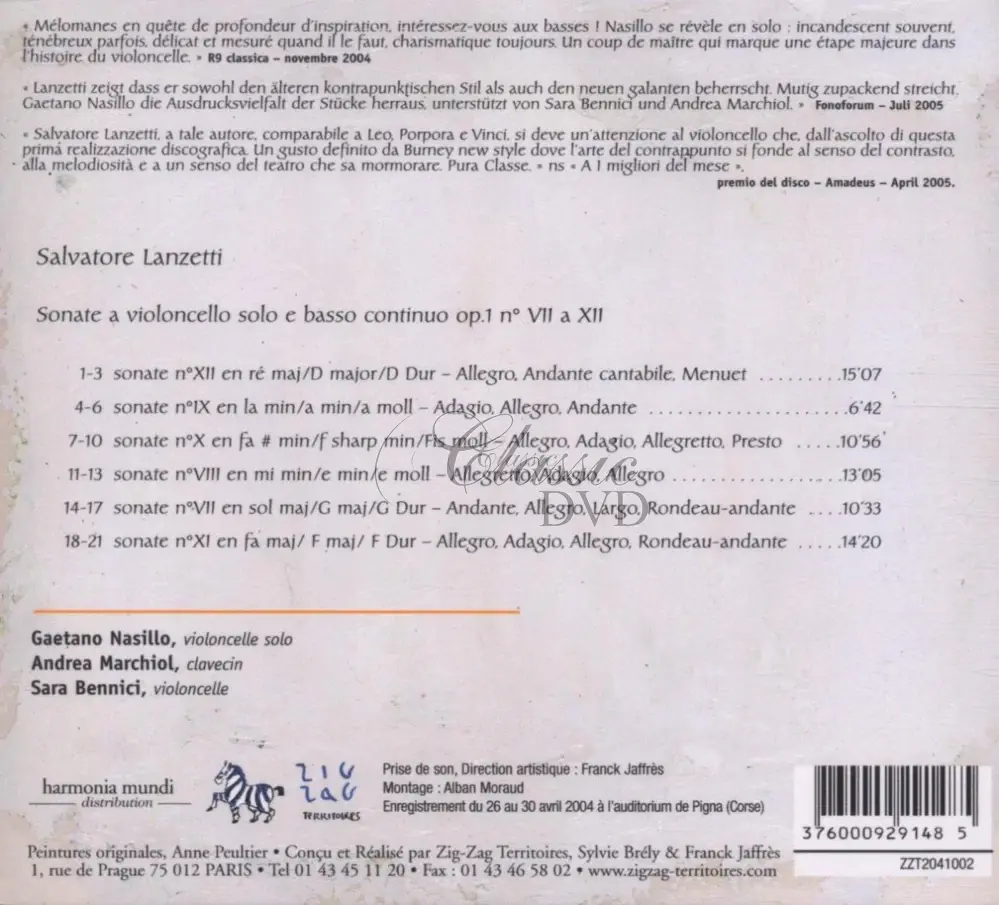 « Mélomanes en quête de profondeur d'inspiration, intéressez-vous aux basses ! Nasillo se révèle en solo : incandescent souvent,
ténébreux parfois, délicat et mesuré quand il le faut, charismatique toujours. Un coup de maître qui marque une étape majeure dans
l'histoire du violoncelle. » R9 classica – novembre 2004
« Lanzetti zeigt dass er sowohl den älteren kontrapunktischen Stil als auch den neuen galanten beherrscht. Mutig zupackend streicht
Gaetano Nasillo die Ausdrucksvielfalt der Stücke herraus, unterstützt von Sara Bennici und Andrea Marchiol. » Fonoforum – Juli 2005
« Salvatore Lanzetti, a tale autore, comparabile a Leo, Porpora e Vinci, si deve un'attenzione al violoncello che, dall'ascolto di questa
prima realizzazione discografica. Un gusto definito da Burney new style dove l'arte del contrappunto si fonde al senso del contrasto,
alla melodiosità e a un senso del teatro che sa mormorare. Pura Classe. » ns « A I migliori del mese ».
premio del disco – Amadeus – April 2005.
Salvatore Lanzetti
Sonate a violoncello solo e basso continuo op.1 n° VII a XII
1-3 sonate n°XII en ré maj/D major/D Dur – Allegro, Andante cantabile, Menuet .........15'07
4-6 sonate n°IX en la min/a min/a moll – Adagio, Allegro, Andante .....................6'42
7-10 sonate n°X en fa # min/f sharp min/Fis moll – Allegro, Adagio, Allegretto, Presto .....10'56
11-13 sonate n°VIII en mi min/e min/e moll – Allegretto, Adagio, Allegro ..................13'05
14-17 sonate n°VII en sol maj/G maj/G Dur – Andante, Allegro, Largo, Rondeau-andante ....10'33
18-21 sonate n°XI en fa maj/ F maj/ F Dur – Allegro, Adagio, Allegro, Rondeau-andante .....14'20
Classic
DVD
Gaetano Nasillo, violoncelle solo
Andrea Marchiol, clavecin
Sara Bennici, violoncelle
harmonia mundi
distribution
ZIG
ZAG
TERRITOIRES
Prise de son, Direction artistique : Franck Jaffrès
Montage : Alban Moraud
Enregistrement du 26 au 30 avril 2004 à l'auditorium de Pigna (Corse)
3760009291485
ZZT2041002
Peintures originales, Anne Peultier • Conçu et Réalisé par Zig-Zag Territoires, Sylvie Brély & Franck Jaffrès
1, rue de Prague 75 012 PARIS • Tel 01 43 45 11 20 • Fax : 01 43 46 58 02 • www.zigzag-territoires.com